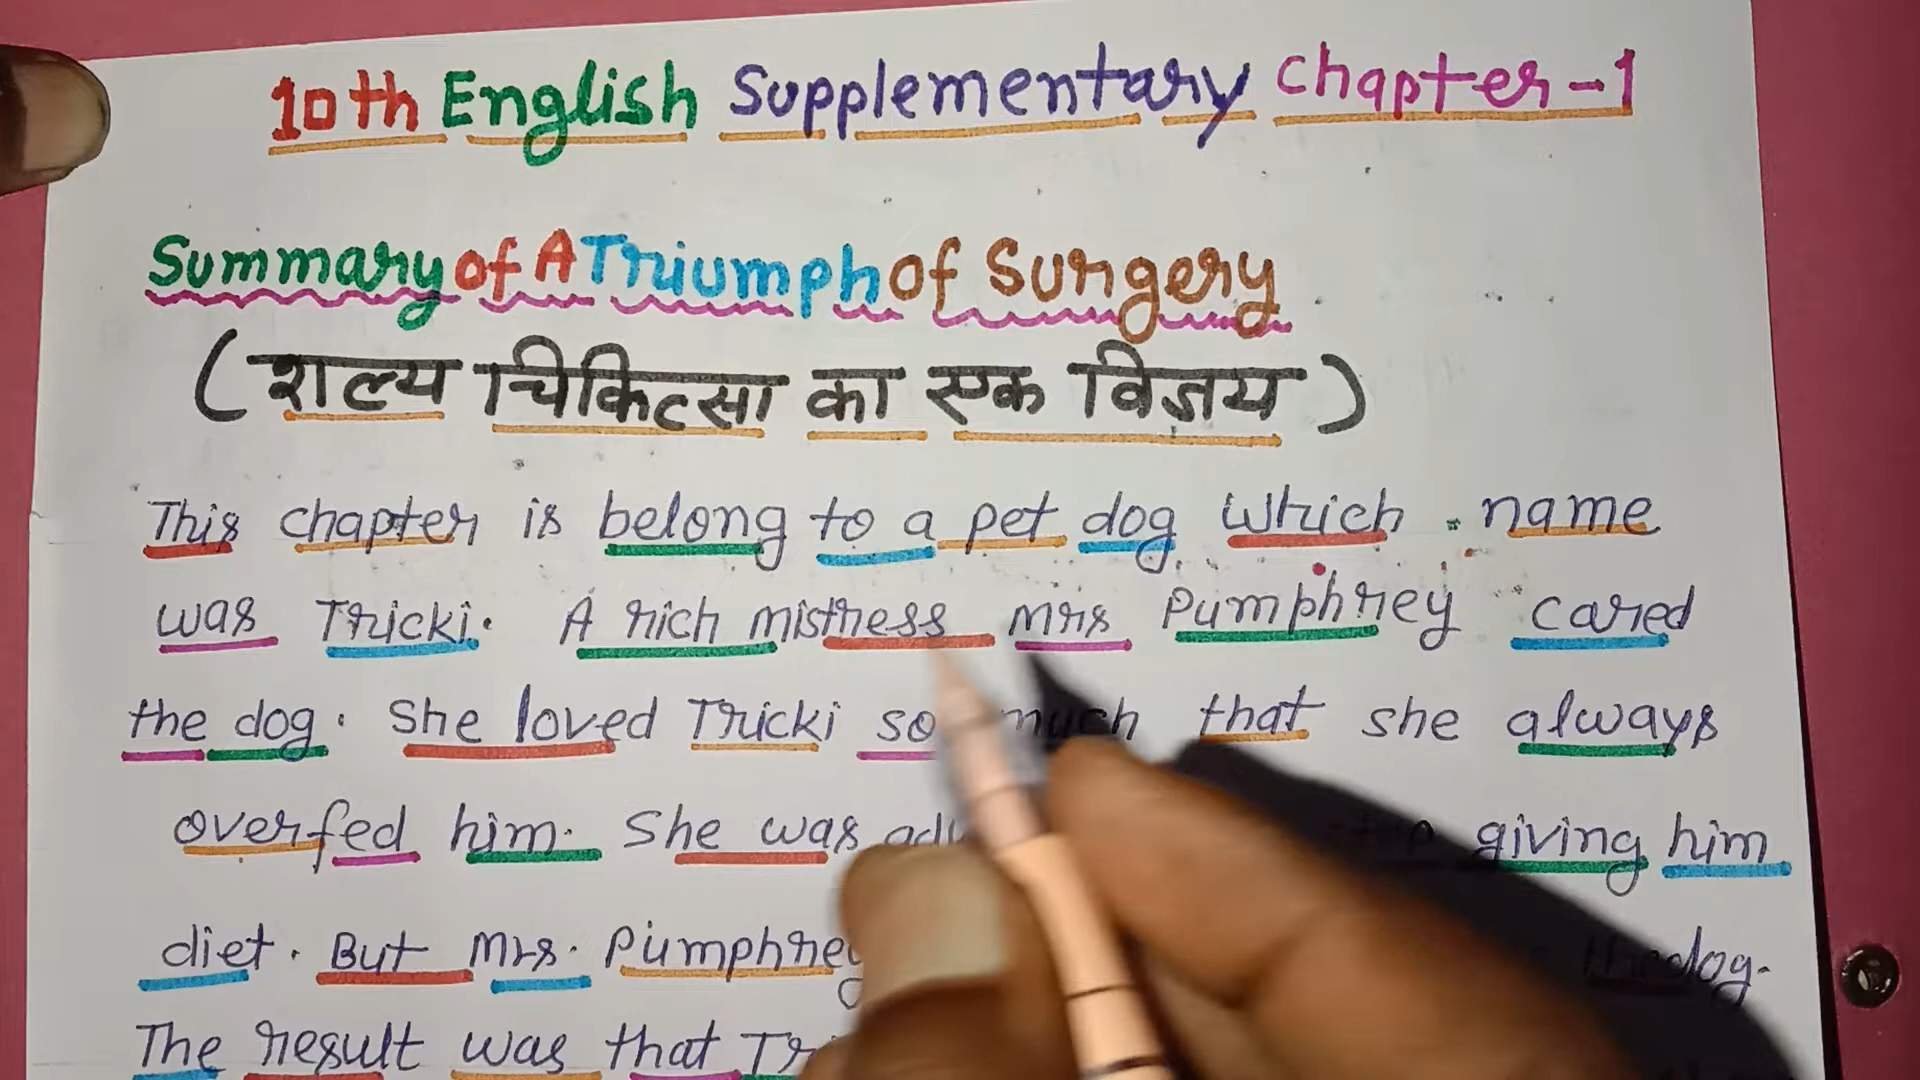 10th English Supplementary Chapter-1
Summary of A Triumph of Surgery
(शल्य चिकित्सा का एक विजय)
This chapter is belong to a pet dog which name
was Tricki. A rich mistress Mrs Pumphrey cared
the dog. She loved Tricki so much that she always
overfed him. She was giving him
diet. But Mrs. Pumphrey dog.
The result was that